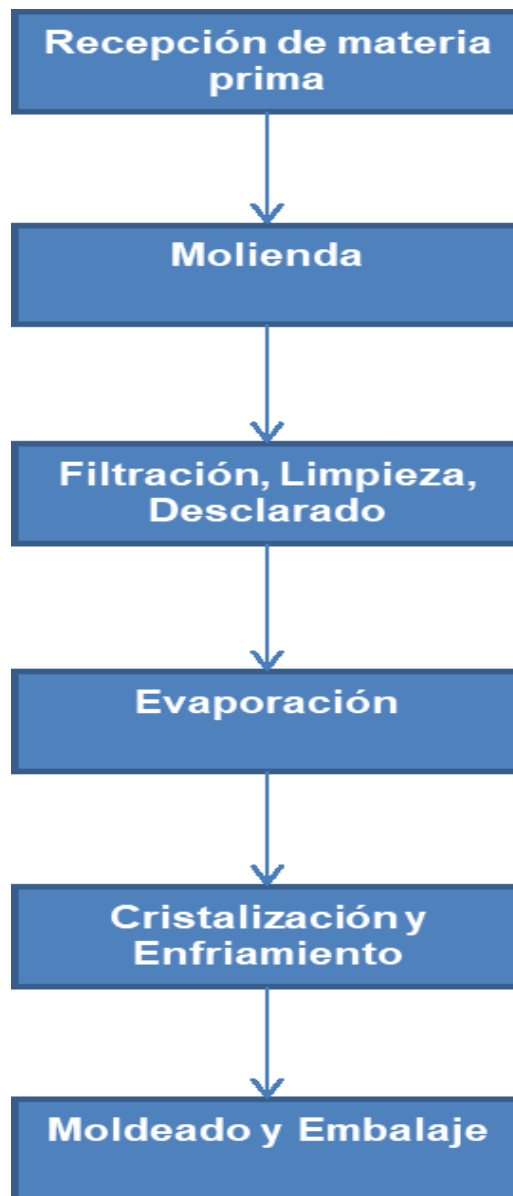 Recepción de materia
prima
Molienda
Filtración, Limpieza,
Desclarado
Evaporación
Cristalización y
Enfriamiento
Moldeado y Embalaje